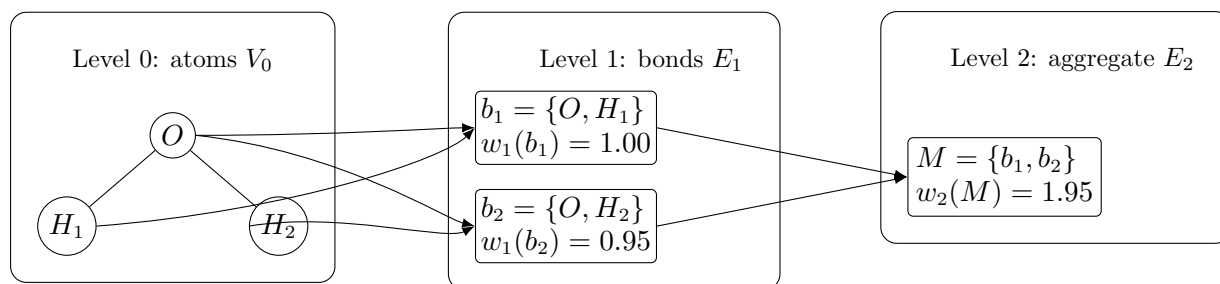 Level 0: atoms $V_0$
$O$
$H_1$
$H_2$
Level 1: bonds $E_1$
$b_1 = \{O, H_1\}$
$w_1(b_1) = 1.00$
$b_2 = \{O, H_2\}$
$w_1(b_2) = 0.95$
Level 2: aggregate $E_2$
$M = \{b_1, b_2\}$
$w_2(M) = 1.95$